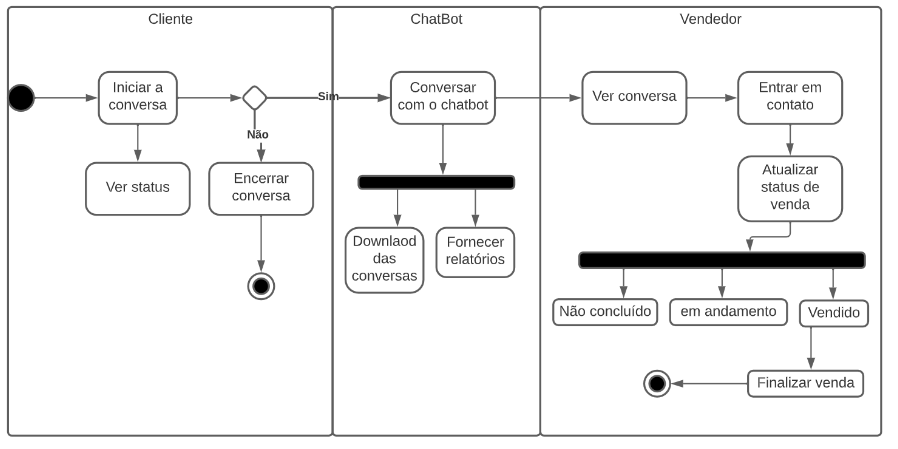 Cliente
ChatBot
Vendedor
Iniciar a
conversa
Sim
Conversar
com o chatbot
Ver conversa
Entrar em
contato
Não
Ver status
Encerrar
conversa
Atualizar
status de
venda
Downlaod
das
conversas
Fornecer
relatórios
Não concluído
em andamento
Vendido
Finalizar venda